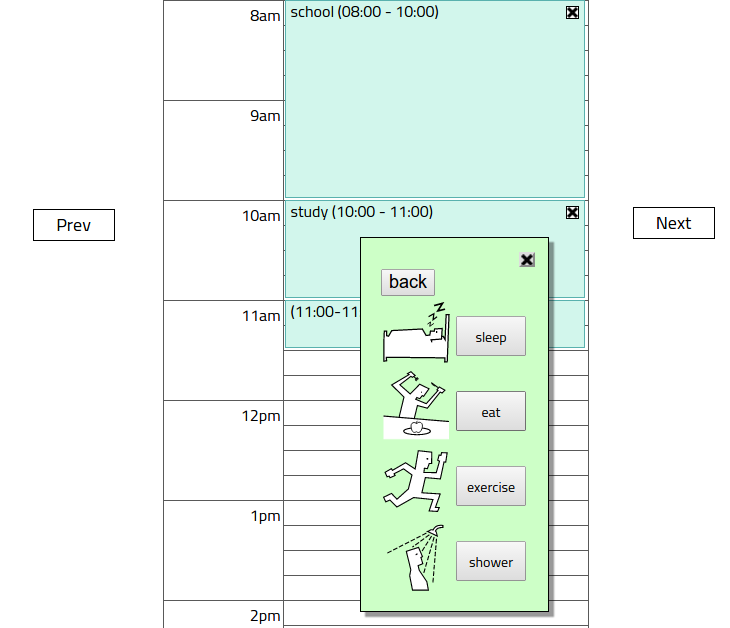 8am
school (08:00 - 10:00)
9am
10am
study (10:00 - 11:00)
Prev
Next
back
11am
(11:00-11
sleep
zzz
12pm
eat
exercise
1pm
shower
2pm